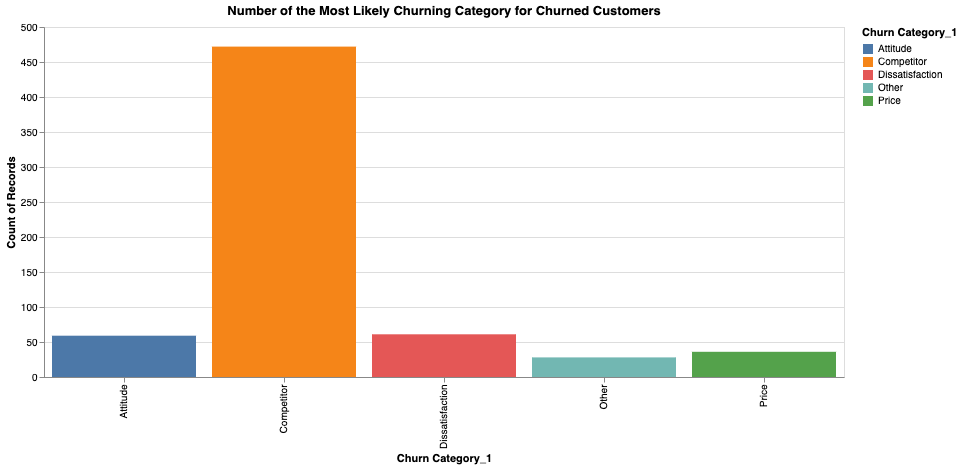 Number of the Most Likely Churning Category for Churned Customers
Churn Category_1
Attitude
Competitor
Dissatisfaction
Other
Price
Count of Records
500
450
400
350
300
250
200
150
100
50
0
Attitude
Competitor
Dissatisfaction
Other
Price
Churn Category_1